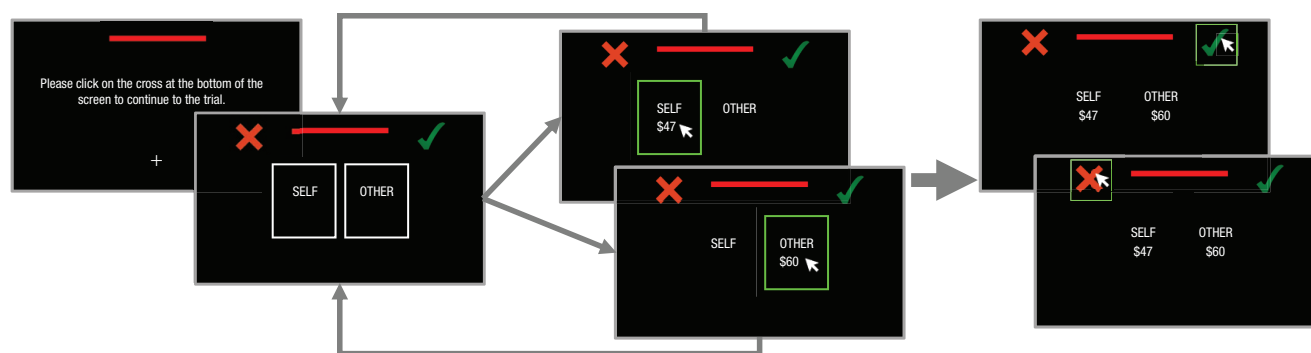 Please click on the cross at the bottom of the
screen to continue to the trial.
+
SELF OTHER
SELF OTHER
$47
SELF OTHER
$60
SELF OTHER
$47 $60
SELF OTHER
$47 $60